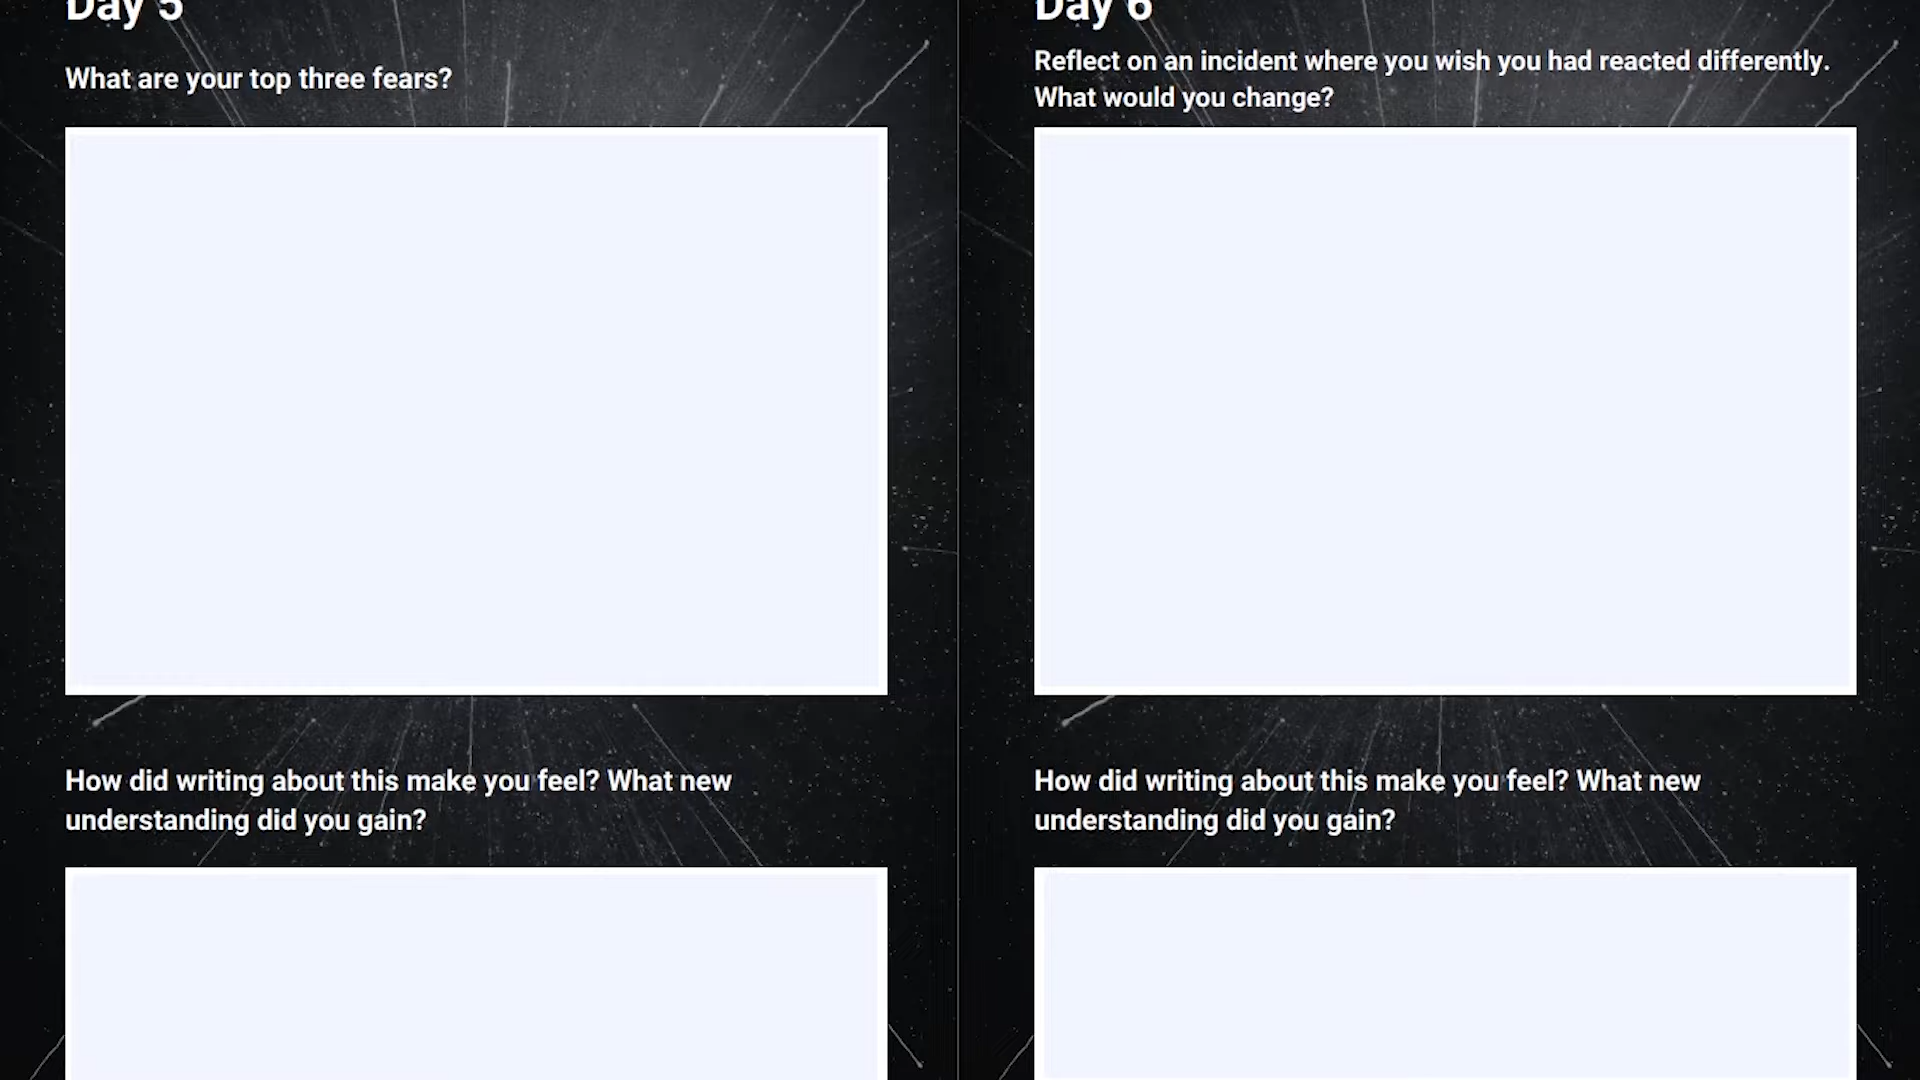 Day 5
What are your top three fears?
How did writing about this make you feel? What new
understanding did you gain?
Day 6
Reflect on an incident where you wish you had reacted differently.
What would you change?
How did writing about this make you feel? What new
understanding did you gain?